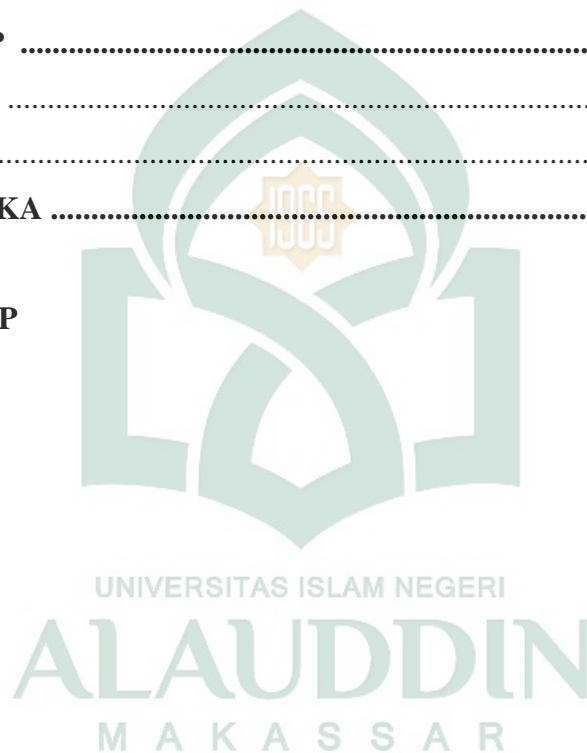 P ........................................................................
........................................................................
........................................................................
KA ........................................................................
1965
P
UNIVERSITAS ISLAM NEGERI
ALAUDDIN
MAKASSAR